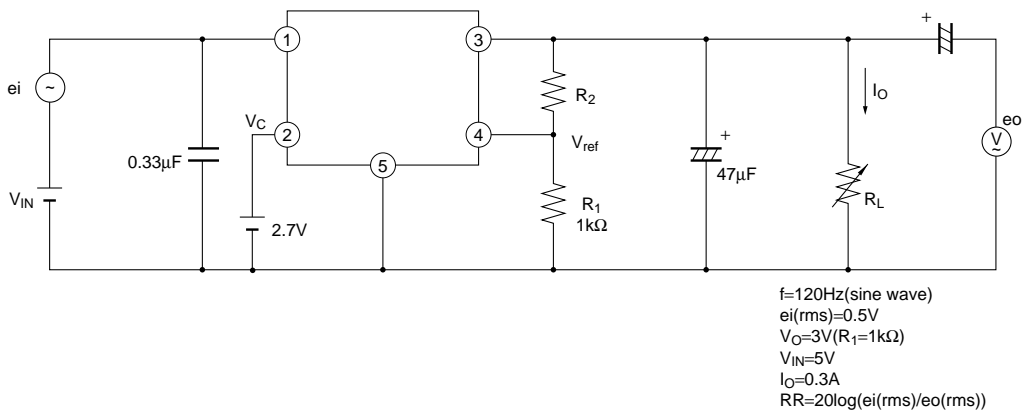 1
3
+
ei
~
R2
IO
eo
VC
2
4
Vref
+
V
~
0.33µF
5
47µF
VIN
R1
1kΩ
RL
2.7V
f=120Hz(sine wave)
ei(rms)=0.5V
VO=3V(R1=1kΩ)
VIN=5V
IO=0.3A
RR=20log(ei(rms)/eo(rms))